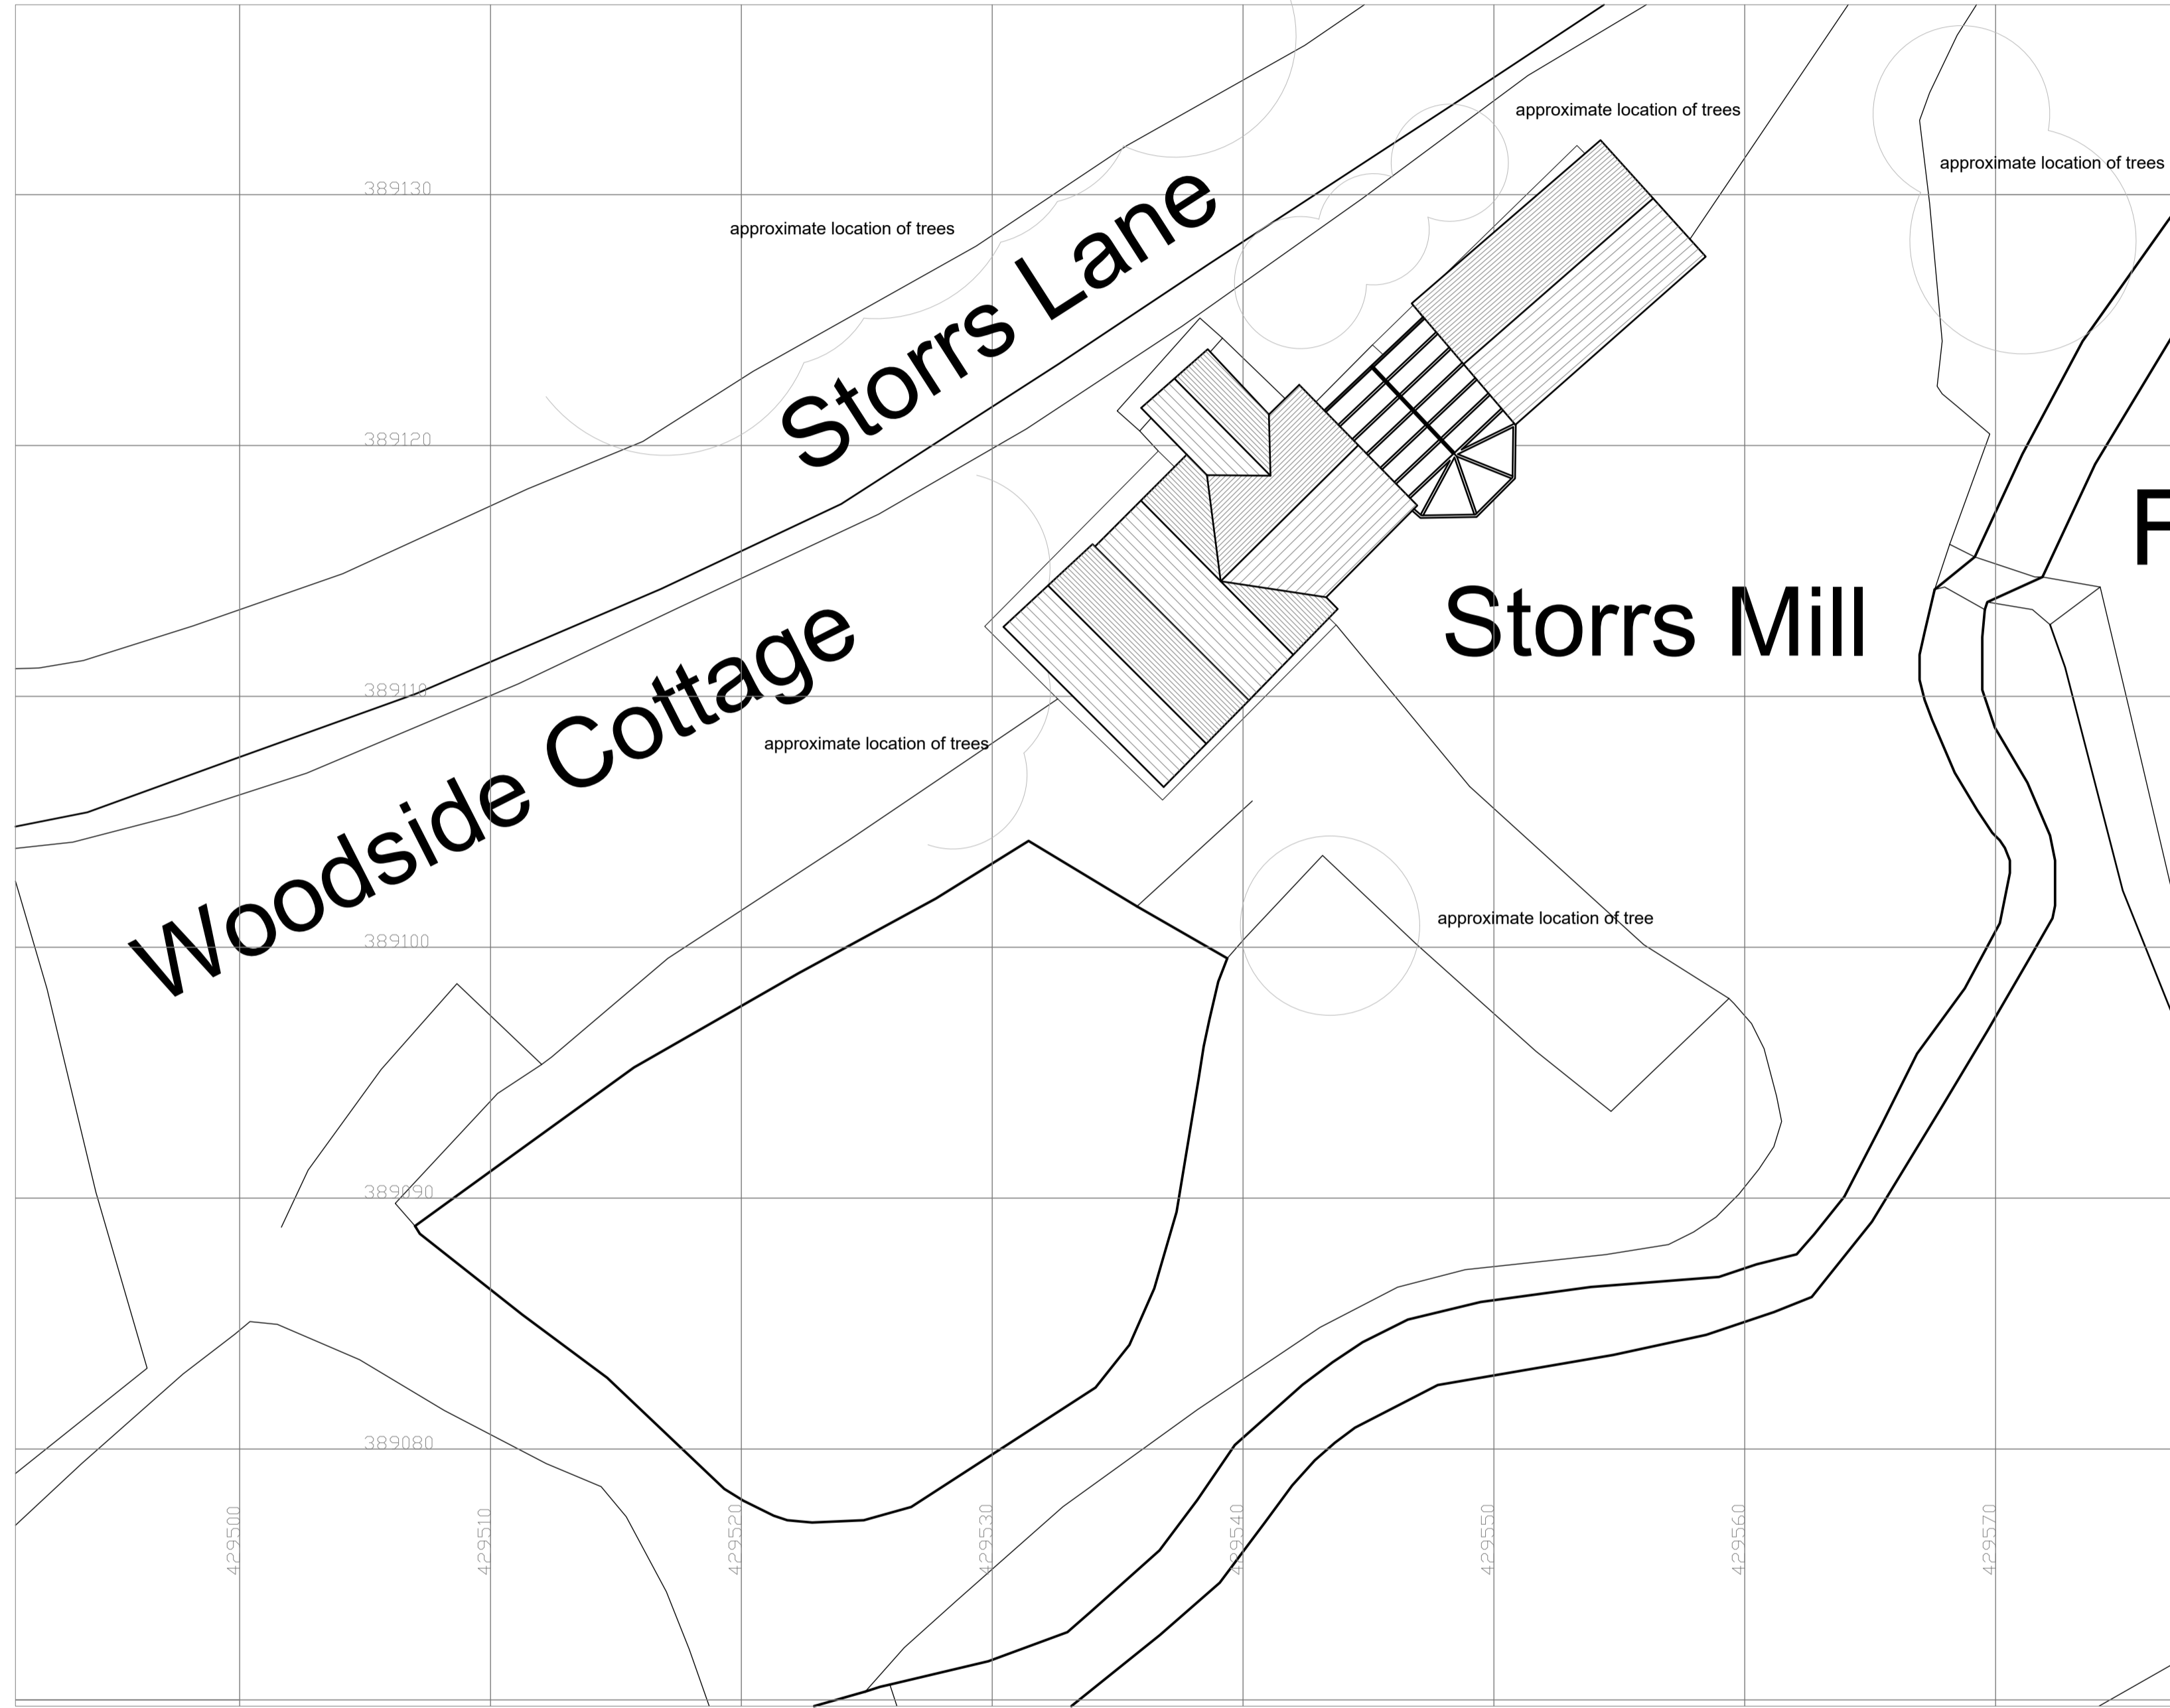 approximate location of trees
approximate location of trees
389130
approximate location of trees
Storrs Lane
389120
F
Storrs Mill
Woodside Cottage
389110
approximate location of trees
approximate location of tree
389100
389090
389080
429500
429510
429520
429530
429540
429550
429560
429570